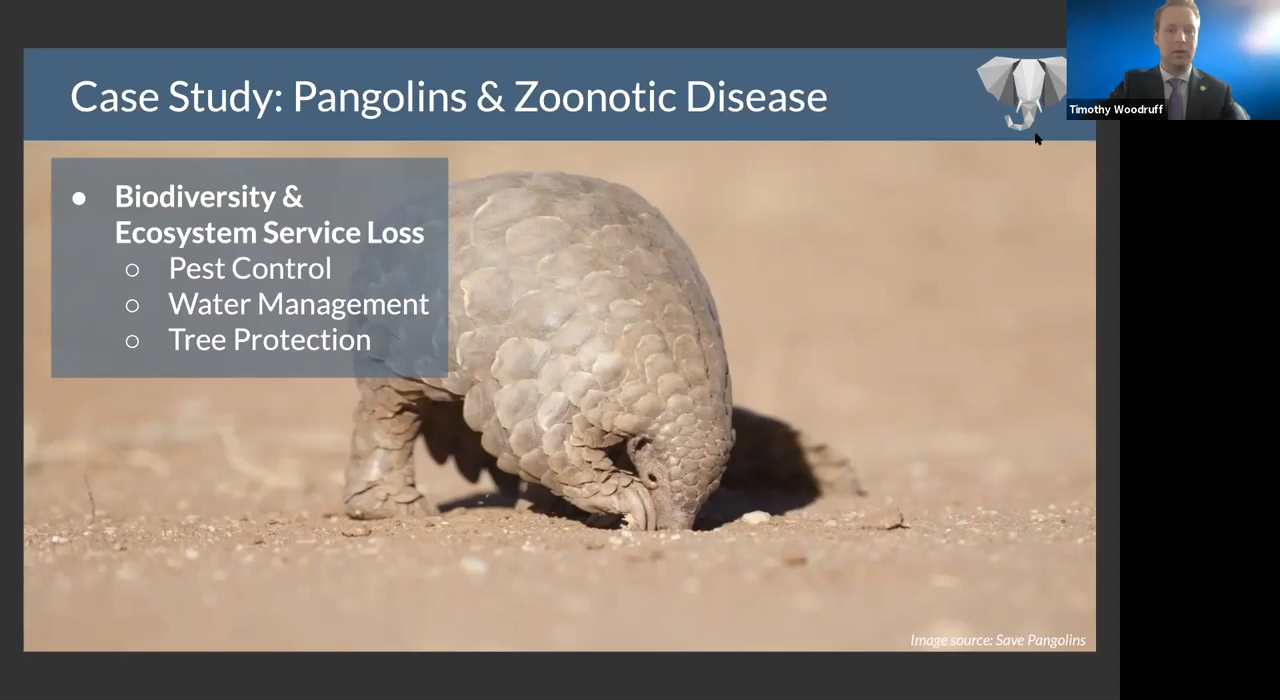 Case Study: Pangolins & Zoonotic Disease
Timothy Woodruff
● Biodiversity &
Ecosystem Service Loss
○ Pest Control
○ Water Management
○ Tree Protection
Image source: Save Pangolins